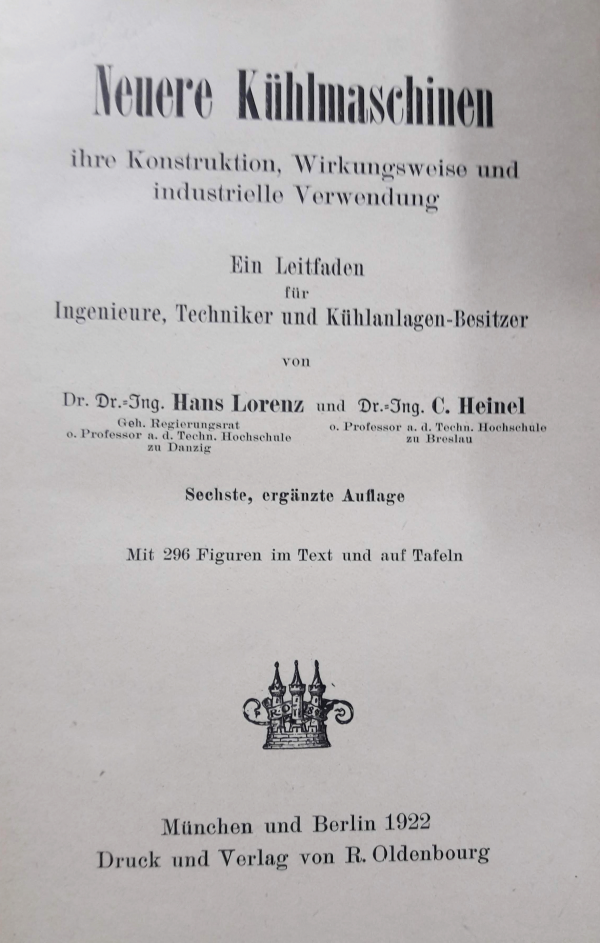 Neuere Kühlmaschinen
ihre Konstruktion, Wirkungsweise und
industrielle Verwendung
Ein Leitfaden
für
Ingenieure, Techniker und Kühlanlagen-Besitzer
von
Dr. Dr.=Ing. Hans Lorenz und Dr.=Ing. C. Heinel
Geh. Regierungsrat
o. Professor a. d. Techn. Hochschule
zu Danzig
o. Professor a. d. Techn. Hochschule
zu Breslau
Sechste, ergänzte Auflage
Mit 296 Figuren im Text und auf Tafeln
München und Berlin 1922
Druck und Verlag von R. Oldenbourg